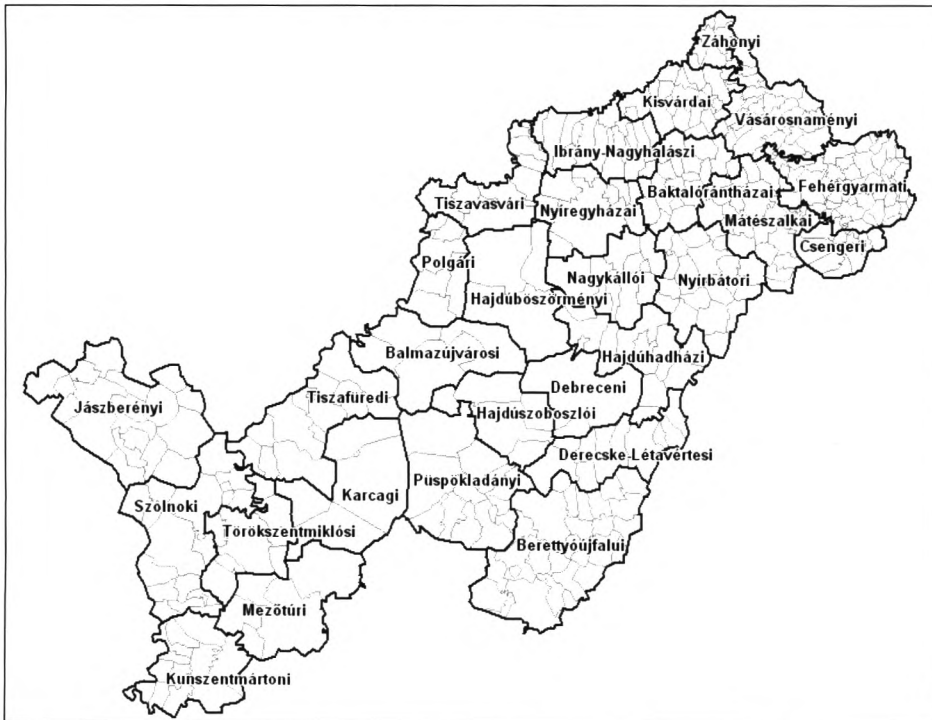 Záhonyi
Kisvárdai
Vásárosnaményi
Ibrány-Nagyhalászi
Baktalórántházai
Fehérgyarmati
Tiszavasvári
Nyíregyházai
Mátészalkai
Csengeri
Polgári
Nagykállói
Nyírbátori
Hajdúböszörményi
Balmazújvárosi
Hajdúhadházi
Debreceni
Tiszafüredi
Hajdúszoboszlói
Jászberényi
Derecske-Létavértesi
Püspökladányi
Karcagi
Szolnoki
Törökszentmiklósi
Berettyóújfalui
Mezőtúri
Kunszentmártoni